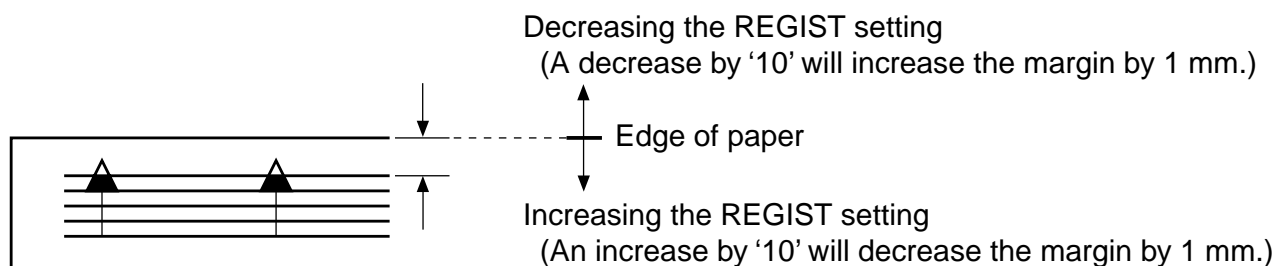 Decreasing the REGIST setting
(A decrease by ‘10’ will increase the margin by 1 mm.)
Edge of paper
Increasing the REGIST setting
(An increase by ‘10’ will decrease the margin by 1 mm.)